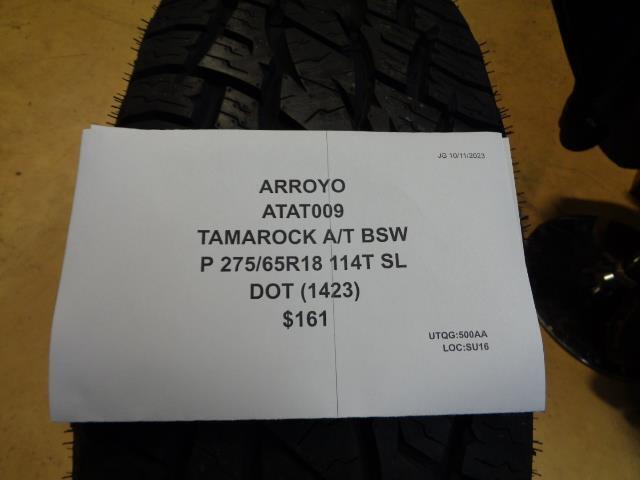 JG 10/11/2023
ARROYO
ATAT009
TAMAROCK A/T BSW
P 275/65R18 114T SL
DOT (1423)
$161
UTQG:500AA
LOC:SU16